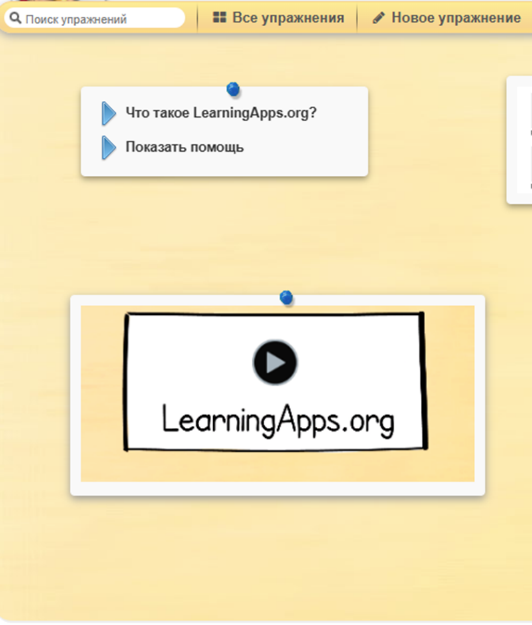 Поиск упражнений
Все упражнения
Новое упражнение
Что такое LearningApps.org?
Показать помощь
LearningApps.org